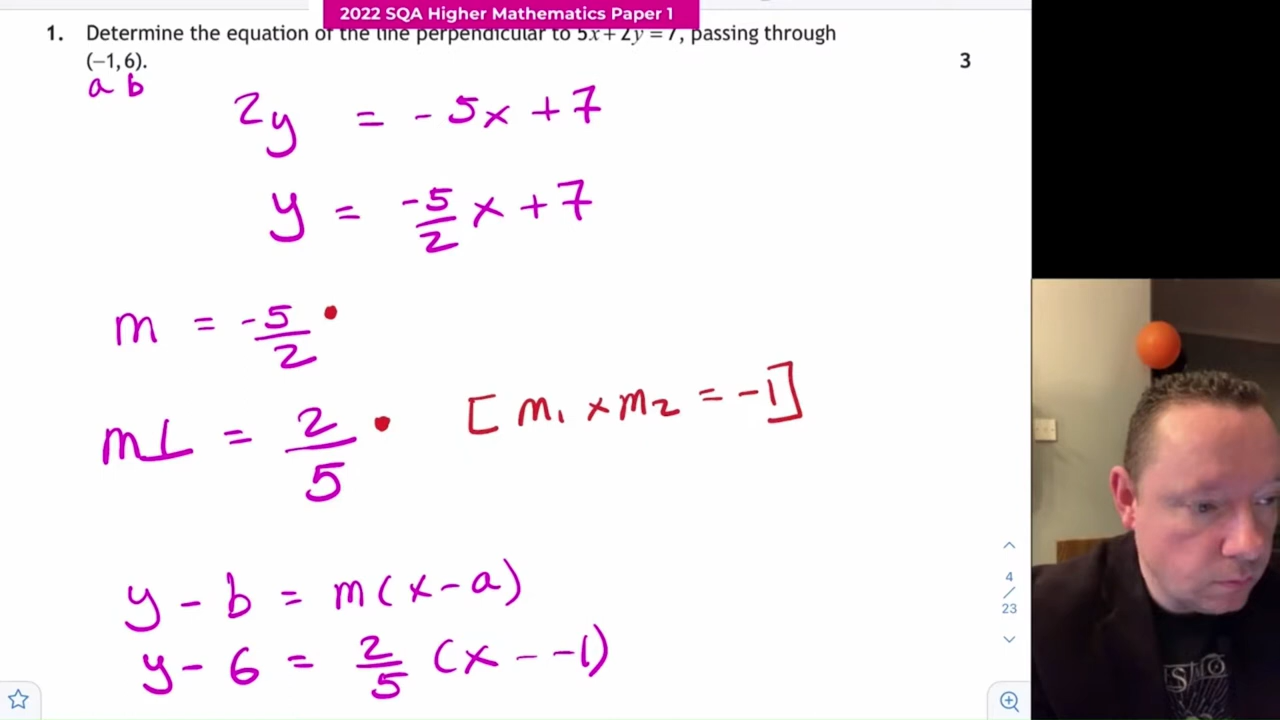 2022 SQA Higher Mathematics Paper 1
1. Determine the equation of the line perpendicular to 5x+2y=7, passing through
(−1,6). 3
a b
2y = -5x+7
y = -5/2 x+7
m = -5/2
m⊥ = 2/5 [m₁ × m₂ = -1]
y - b = m(x-a)
4
/
23
y - 6 = 2/5 (x - -1)